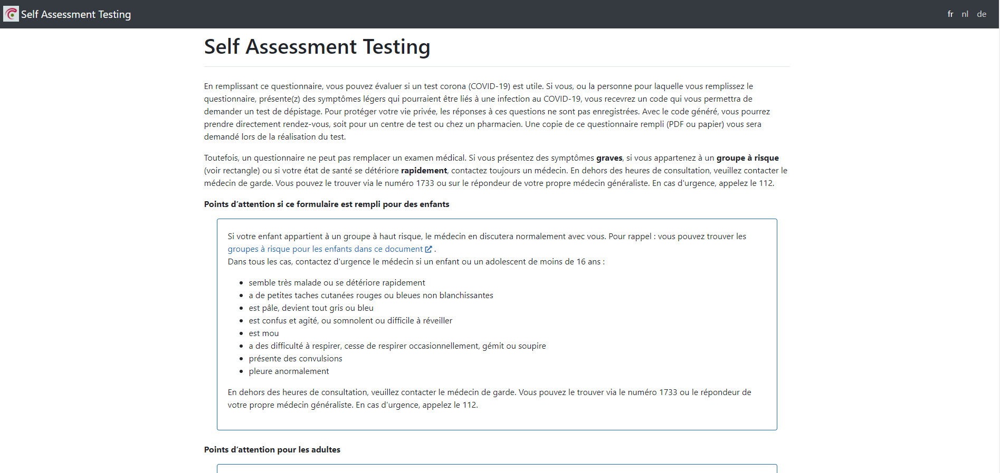 Self Assessment Testing
fr nl de
Self Assessment Testing
En remplissant ce questionnaire, vous pouvez évaluer si un test corona (COVID-19) est utile. Si vous, ou la personne pour laquelle vous remplissez le
questionnaire, présente(z) des symptômes légers qui pourraient être liés à une infection au COVID-19, vous recevrez un code qui vous permettra de
demander un test de dépistage. Pour protéger votre vie privée, les réponses à ces questions ne sont pas enregistrées. Avec le code généré, vous pourrez
prendre directement rendez-vous, soit pour un centre de test ou chez un pharmacien. Une copie de ce questionnaire rempli (PDF ou papier) vous sera
demandé lors de la réalisation du test.
Toutefois, un questionnaire ne peut pas remplacer un examen médical. Si vous présentez des symptômes graves, si vous appartenez à un groupe à risque
(voir rectangle) ou si votre état de santé se détériore rapidement, contactez toujours un médecin. En dehors des heures de consultation, veuillez contacter le
médecin de garde. Vous pouvez le trouver via le numéro 1733 ou sur le répondeur de votre propre médecin généraliste. En cas d'urgence, appelez le 112.
Points d’attention si ce formulaire est rempli pour des enfants
Si votre enfant appartient à un groupe à haut risque, le médecin en discutera normalement avec vous. Pour rappel : vous pouvez trouver les
groupes à risque pour les enfants dans ce document .
Dans tous les cas, contactez d'urgence le médecin si un enfant ou un adolescent de moins de 16 ans :
• semble très malade ou se détériore rapidement
• a de petites taches cutanées rouges ou bleues non blanchissantes
• est pâle, devient tout gris ou bleu
• est confus et agité, ou somnolent ou difficile à réveiller
• est mou
• a des difficulté à respirer, cesse de respirer occasionnellement, gémit ou soupire
• présente des convulsions
• pleure anormalement
En dehors des heures de consultation, veuillez contacter le médecin de garde. Vous pouvez le trouver via le numéro 1733 ou le répondeur de
votre propre médecin généraliste. En cas d'urgence, appelez le 112.
Points d’attention pour les adultes